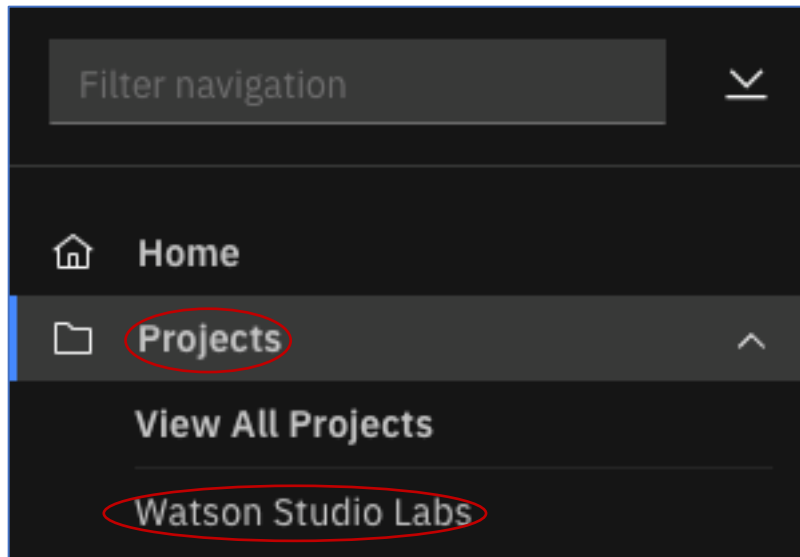 Filter navigation
Home
Projects
View All Projects
Watson Studio Labs